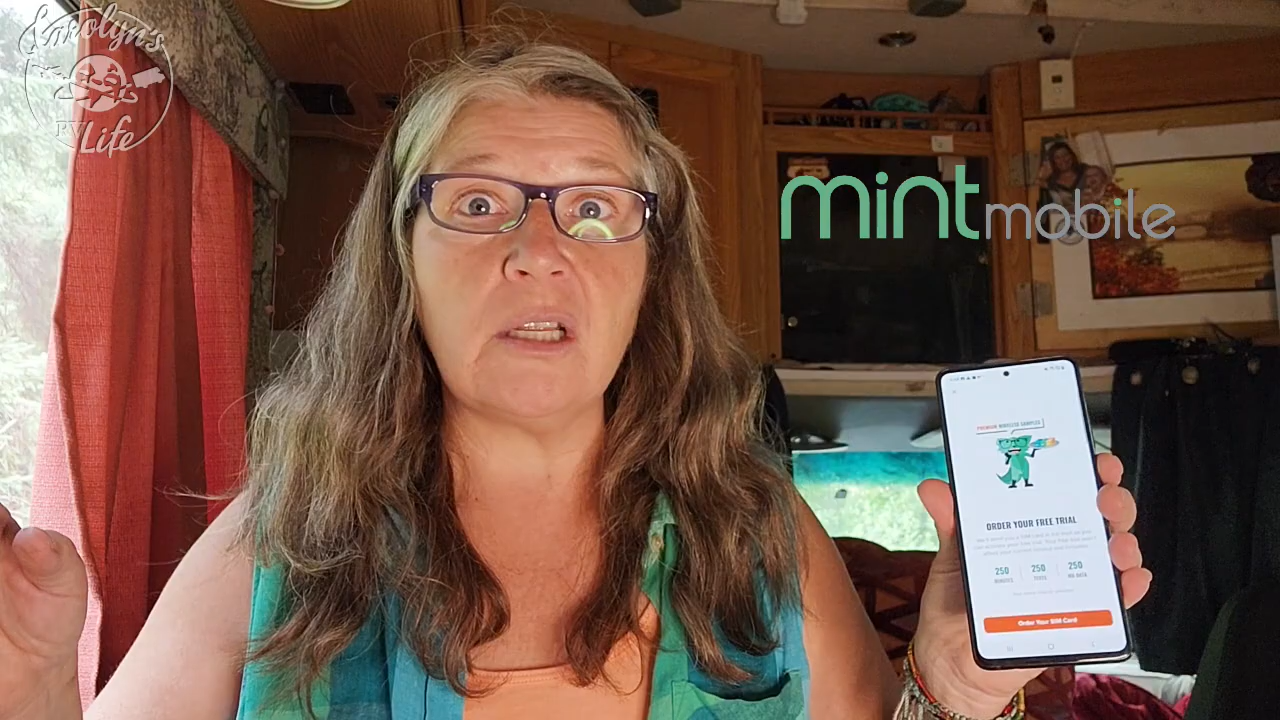 Karolyn's
RV Life
mint mobile
PREMIUM WIRELESS SAMPLES
ORDER YOUR FREE TRIAL
250 250 250
MINUTES TEXTS MB DATA
Order Your SIM Card